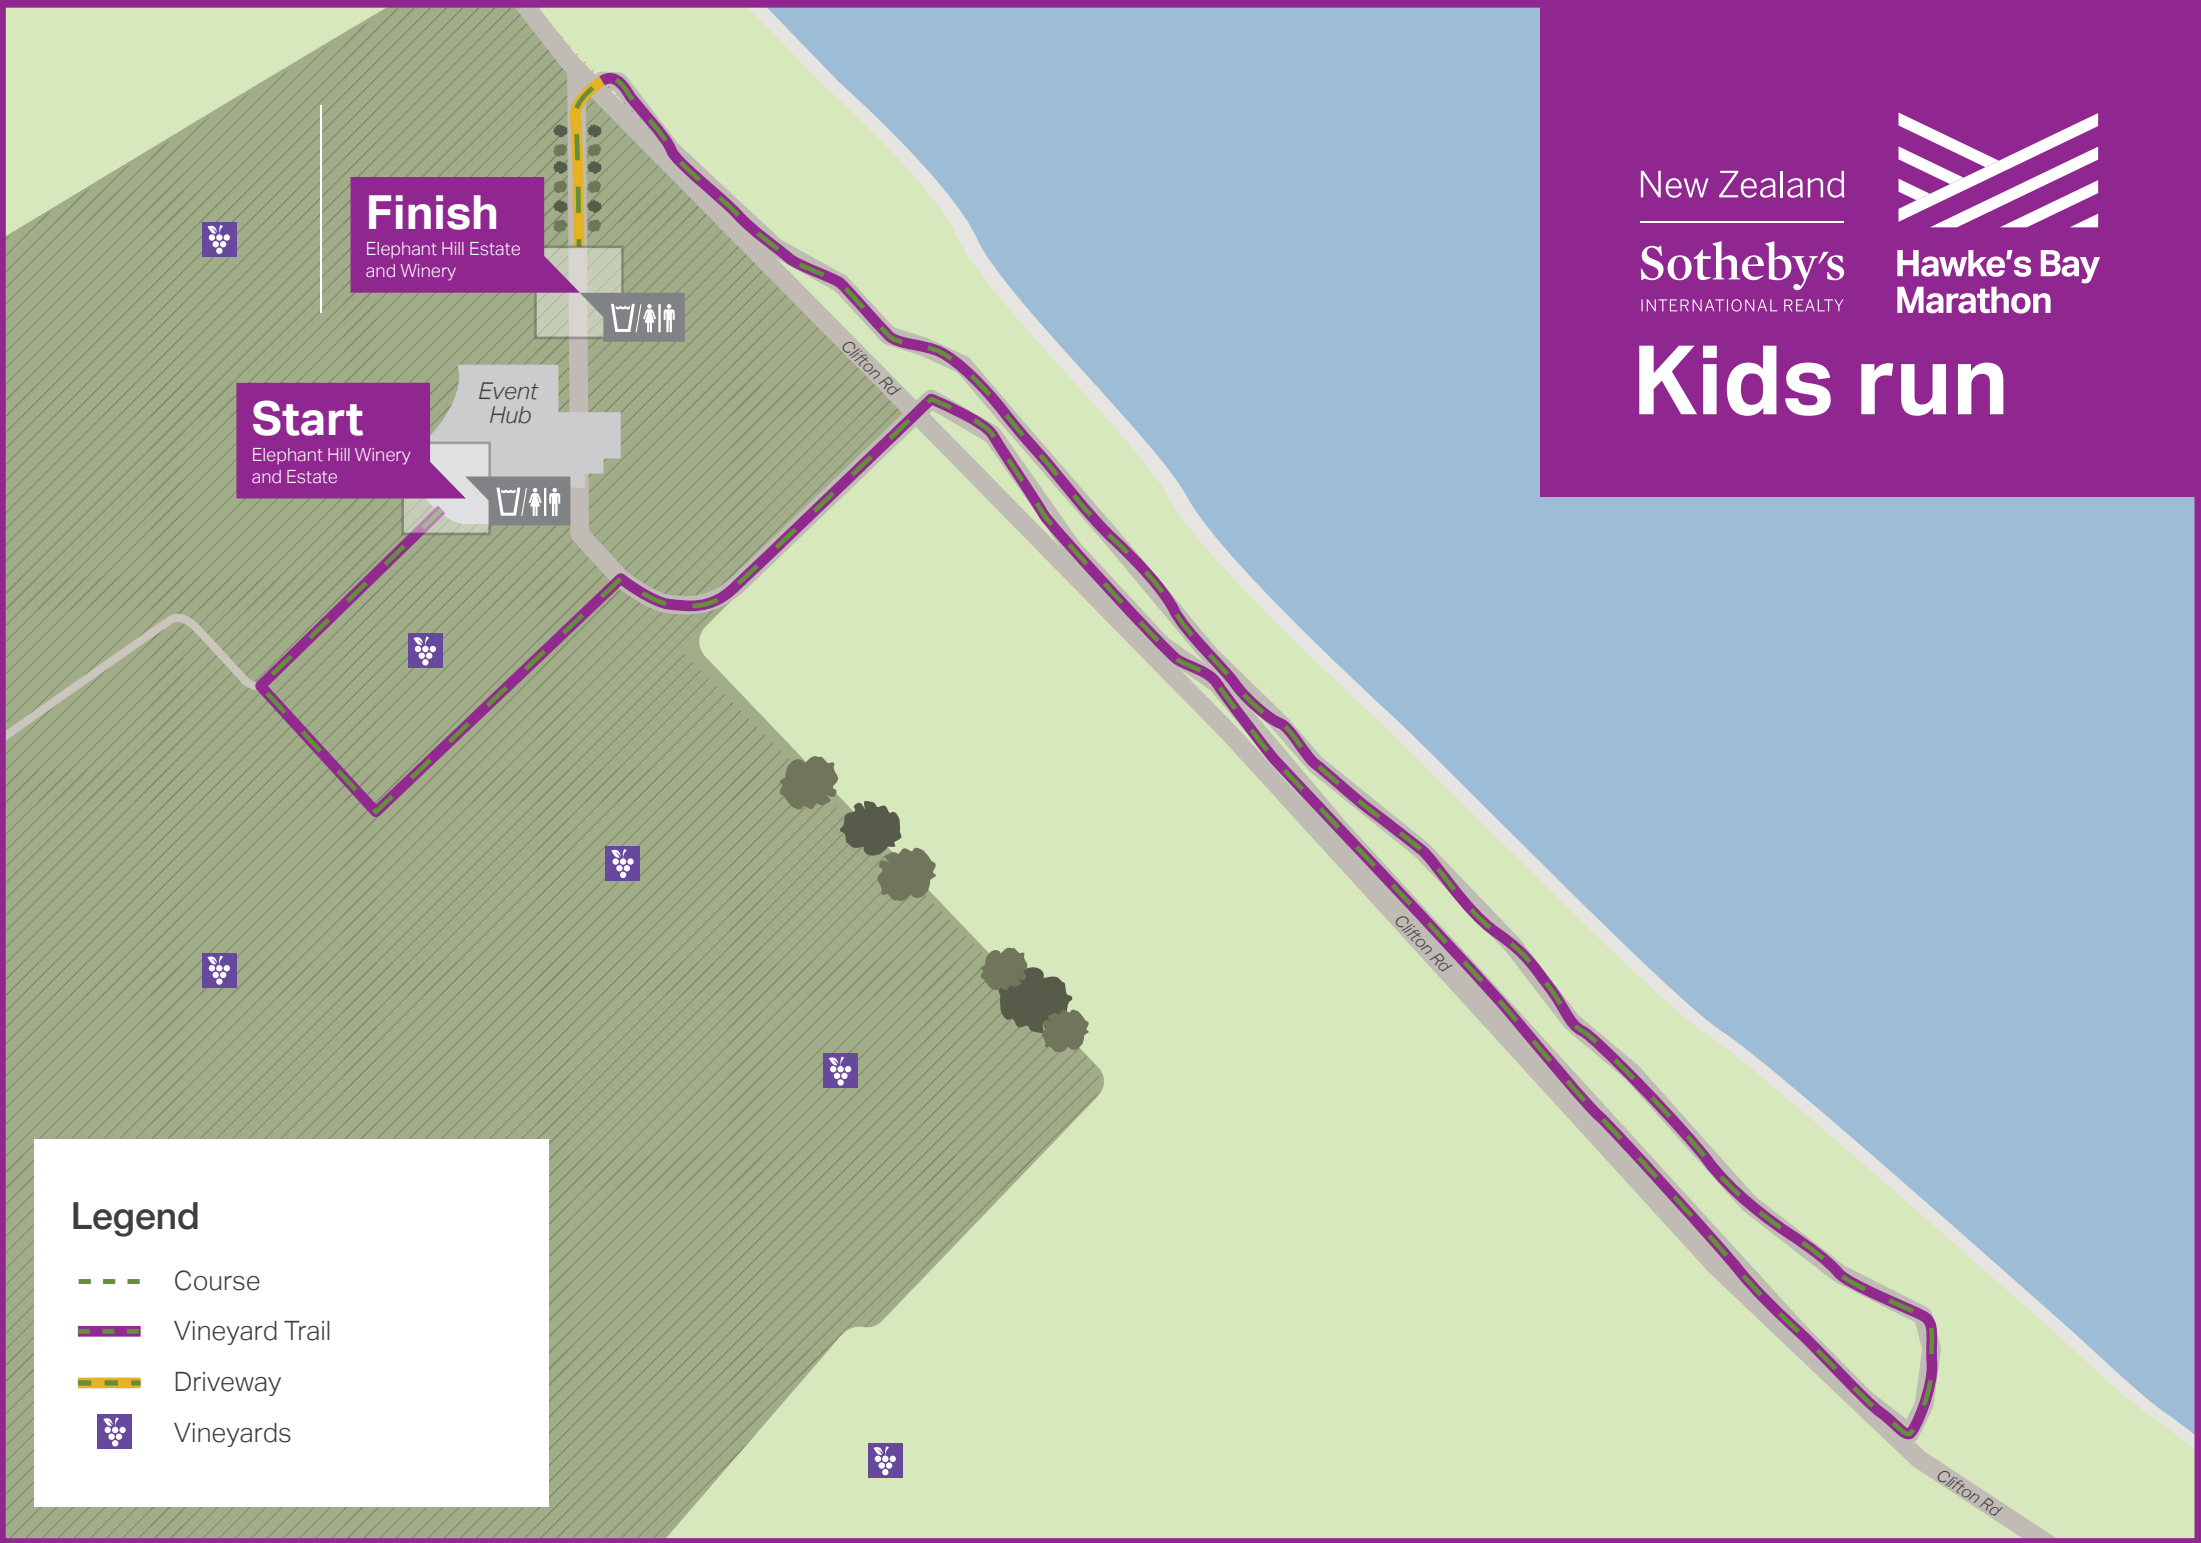 New Zealand
Sotheby's
INTERNATIONAL REALTY
Hawke's Bay
Marathon
Kids run
Finish
Elephant Hill Estate
and Winery
Clifton Rd
Event
Hub
Start
Elephant Hill Winery
and Estate
Clifton Rd
Clifton Rd
Legend
Course
Vineyard Trail
Driveway
Vineyards